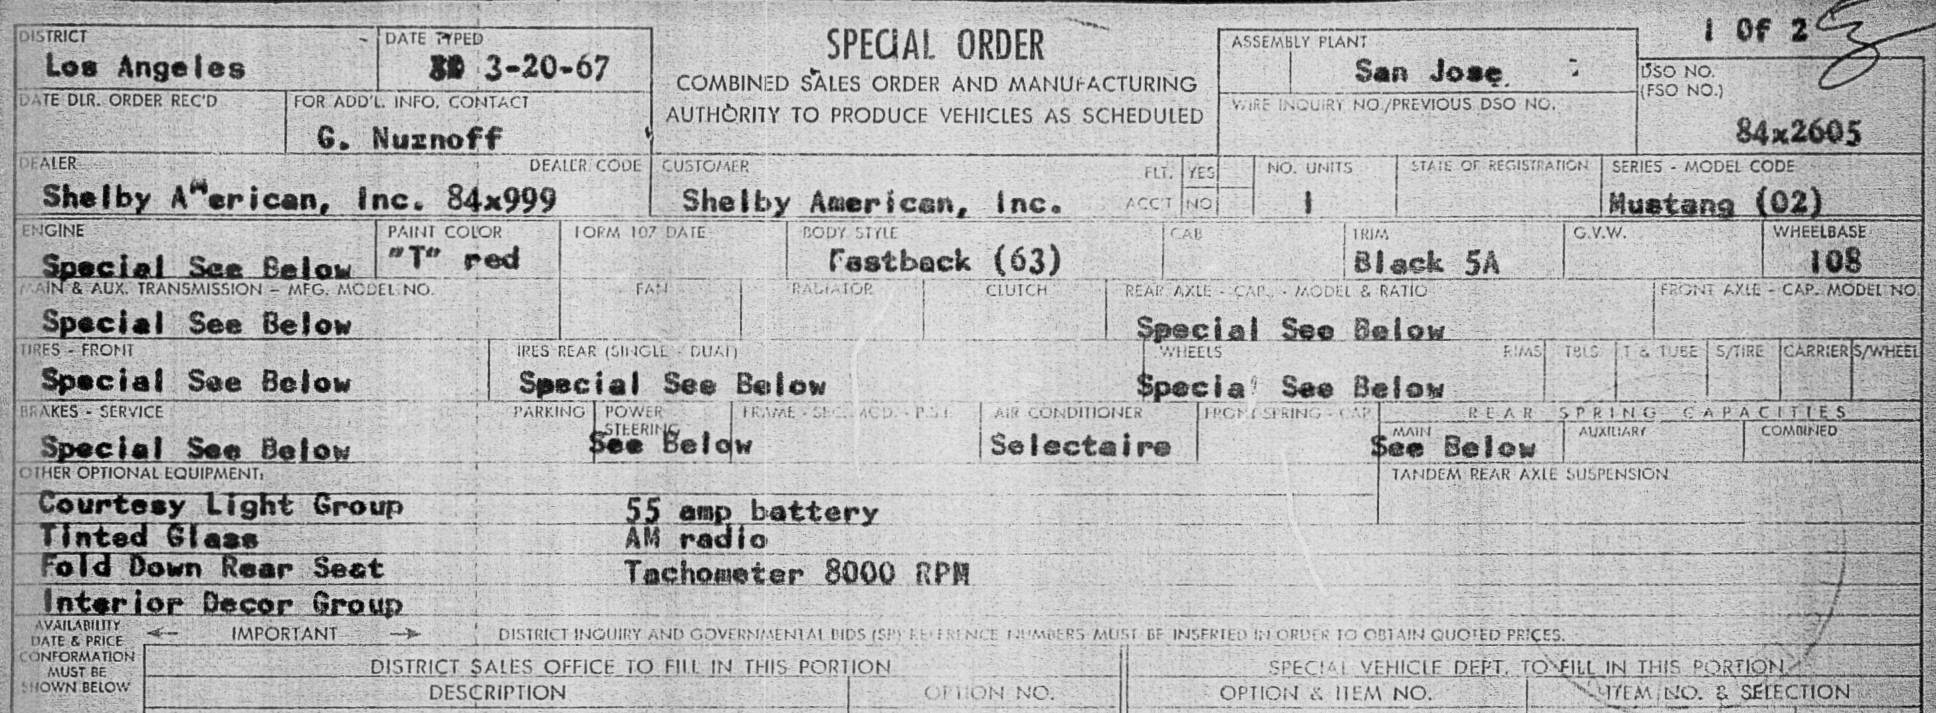 1 OF 2
DISTRICT
Los Angeles
DATE TYPED
3-20-67
SPECIAL ORDER
COMBINED SALES ORDER AND MANUFACTURING
AUTHORITY TO PRODUCE VEHICLES AS SCHEDULED
ASSEMBLY PLANT
San Jose
DSO NO.
(FSO NO.)
84x2605
DATE DLR. ORDER REC'D
FOR ADD'L. INFO. CONTACT
G. Nuznoff
WIRE INQUIRY NO./PREVIOUS DSO NO.
DEALER
DEALER CODE
Shelby American, Inc. 84x999
CUSTOMER
Shelby American, Inc.
FLT. YES
ACC'T NO
NO. UNITS
1
STATE OF REGISTRATION
SERIES - MODEL CODE
Mustang (02)
ENGINE
Special See Below
PAINT COLOR
"T" red
FORM 107 DATE
BODY STYLE
Fastback (63)
CAB
TRIM
Black 5A
G.V.W.
WHEELBASE
108
MAIN & AUX. TRANSMISSION - MFG. MODEL NO.
Special See Below
FAN
RADIATOR
CLUTCH
REAR AXLE - CAP. - MODEL & RATIO
Special See Below
FRONT AXLE - CAP. MODEL NO.
TIRES - FRONT
Special See Below
TIRES REAR (SINGLE - DUAL)
Special See Below
WHEELS
Special See Below
RIMS
TBLS
T & TUBE
S/TIRE
CARRIER
S/WHEEL
BRAKES - SERVICE
Special See Below
PARKING
POWER STEERING
See Below
FRAME - SEC. MOD. - P.S.I.
AIR CONDITIONER
Selectaire
FRONT SPRING - CAP
REAR SPRING CAPACITIES
MAIN
See Below
AUXILIARY
COMBINED
OTHER OPTIONAL EQUIPMENT:
TANDEM REAR AXLE SUSPENSION
Courtesy Light Group
55 amp battery
Tinted Glass
AM radio
Fold Down Rear Seat
Tachometer 8000 RPM
Interior Decor Group
AVAILABILITY
DATE & PRICE
CONFORMATION
MUST BE
SHOWN BELOW
← IMPORTANT →
DISTRICT INQUIRY AND GOVERNMENTAL BIDS (SP) REFERENCE NUMBERS MUST BE INSERTED IN ORDER TO OBTAIN QUOTED PRICES.
DISTRICT SALES OFFICE TO FILL IN THIS PORTION
SPECIAL VEHICLE DEPT. TO FILL IN THIS PORTION
DESCRIPTION
OPTION NO.
OPTION & ITEM NO.
ITEM NO. & SELECTION